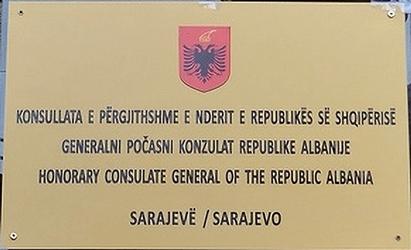 KONSULLATA E PËRGJITHSHME E NDERIT E REPUBLIKËS SË SHQIPËRISË
GENERALNI POČASNI KONZULAT REPUBLIKE ALBANIJE
HONORARY CONSULATE GENERAL OF THE REPUBLIC ALBANIA
SARAJEVË / SARAJEVO